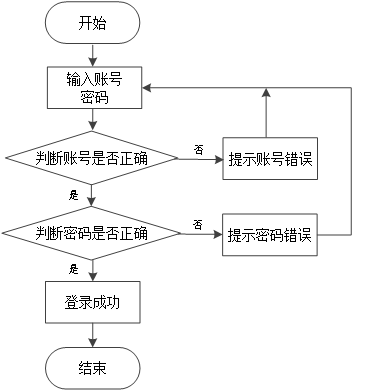 开始
输入账号
密码
判断账号是否正确
否
提示账号错误
是
判断密码是否正确
否
提示密码错误
是
登录成功
结束